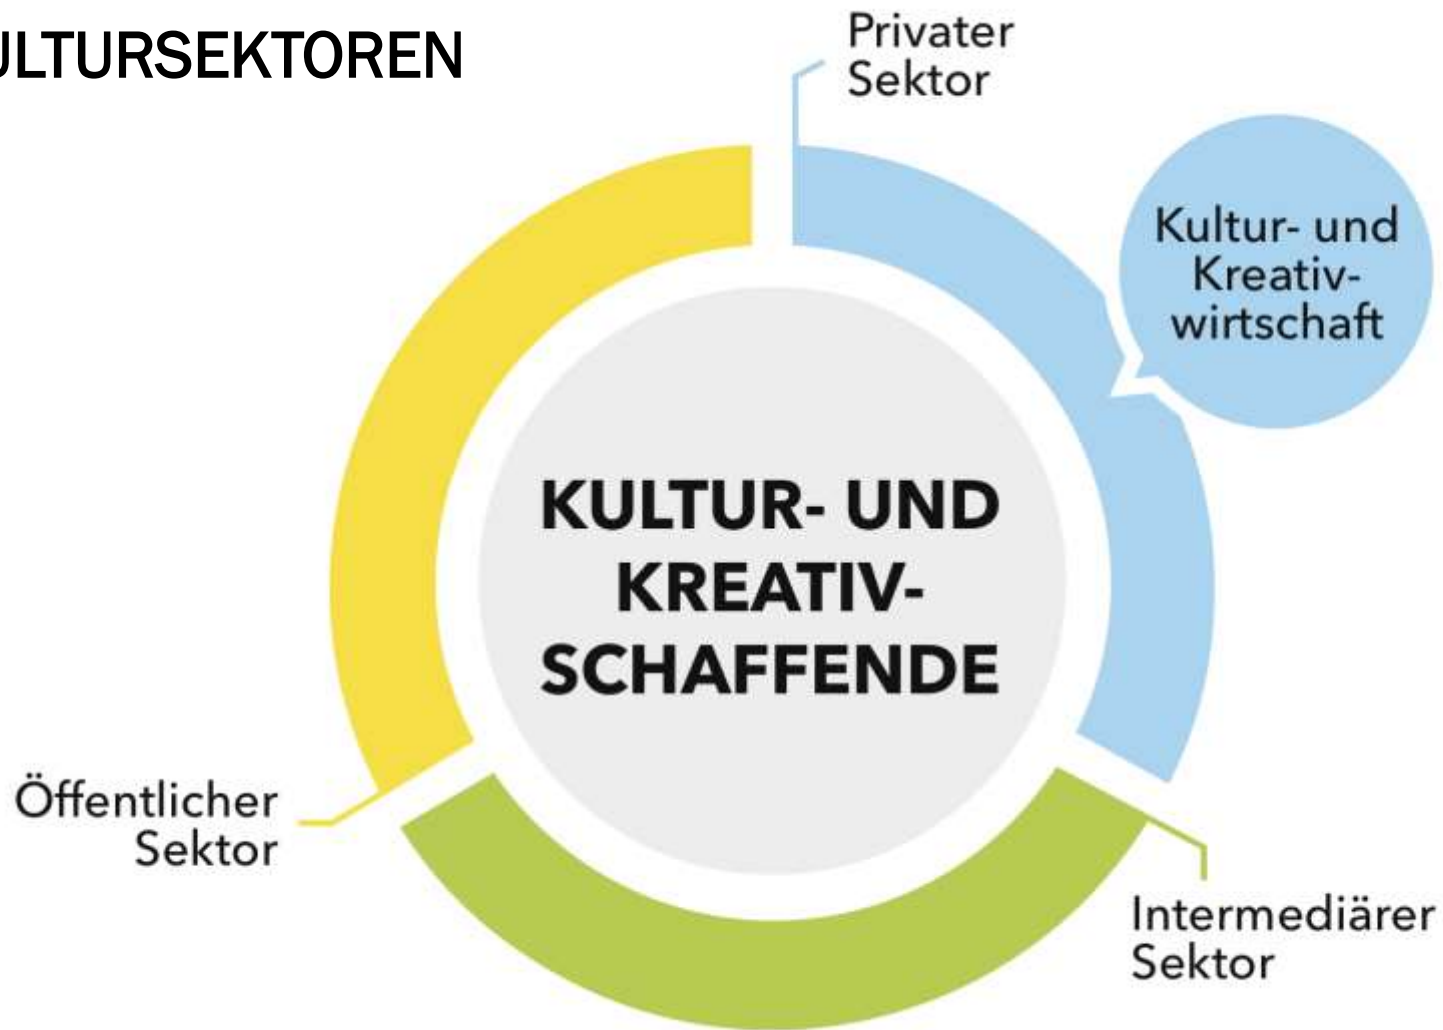 ULTURSEKTOREN
Privater
Sektor
Kultur- und
Kreativ-
wirtschaft
KULTUR- UND
KREATIV-
SCHAFFENDE
Öffentlicher
Sektor
Intermediärer
Sektor